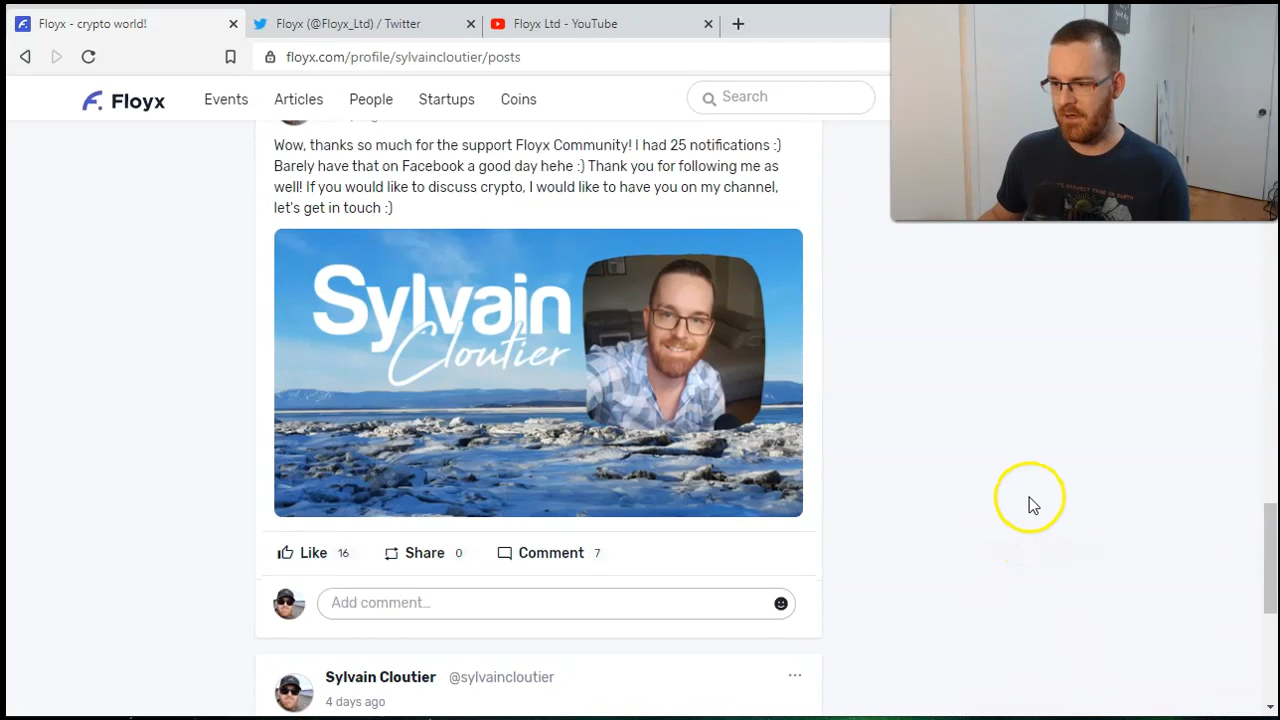 Floyx - crypto world!
Floyx (@Floyx_Ltd) / Twitter
Floyx Ltd - YouTube
floyx.com/profile/sylvaincloutier/posts
Floyx
Events
Articles
People
Startups
Coins
Search
Wow, thanks so much for the support Floyx Community! I had 25 notifications :)
Barely have that on Facebook a good day hehe :) Thank you for following me as
well! If you would like to discuss crypto, I would like to have you on my channel,
let's get in touch :)
Sylvain
Cloutier
Like 16
Share 0
Comment 7
Add comment...
Sylvain Cloutier @sylvaincloutier
4 days ago